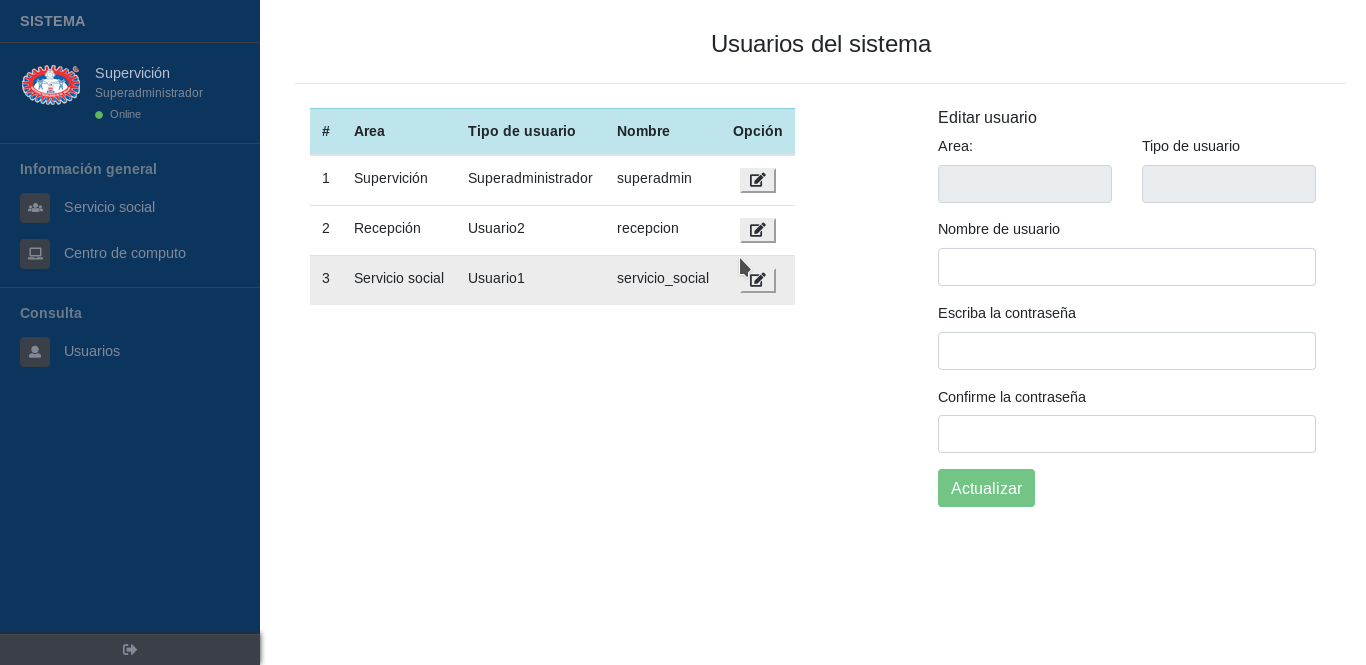 SISTEMA
Supervición
Superadministrador
Online
Información general
Servicio social
Centro de computo
Consulta
Usuarios
Usuarios del sistema
# Area Tipo de usuario Nombre Opción
1 Supervición Superadministrador superadmin
2 Recepción Usuario2 recepcion
3 Servicio social Usuario1 servicio_social
Editar usuario
Area: Tipo de usuario
Nombre de usuario
Escriba la contraseña
Confirme la contraseña
Actualizar